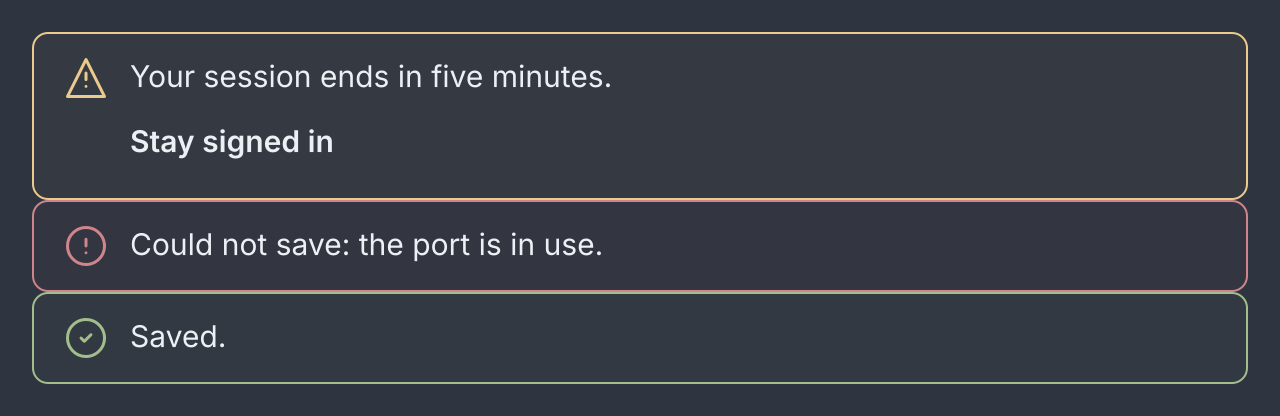 Your session ends in five minutes.
Stay signed in
Could not save: the port is in use.
Saved.